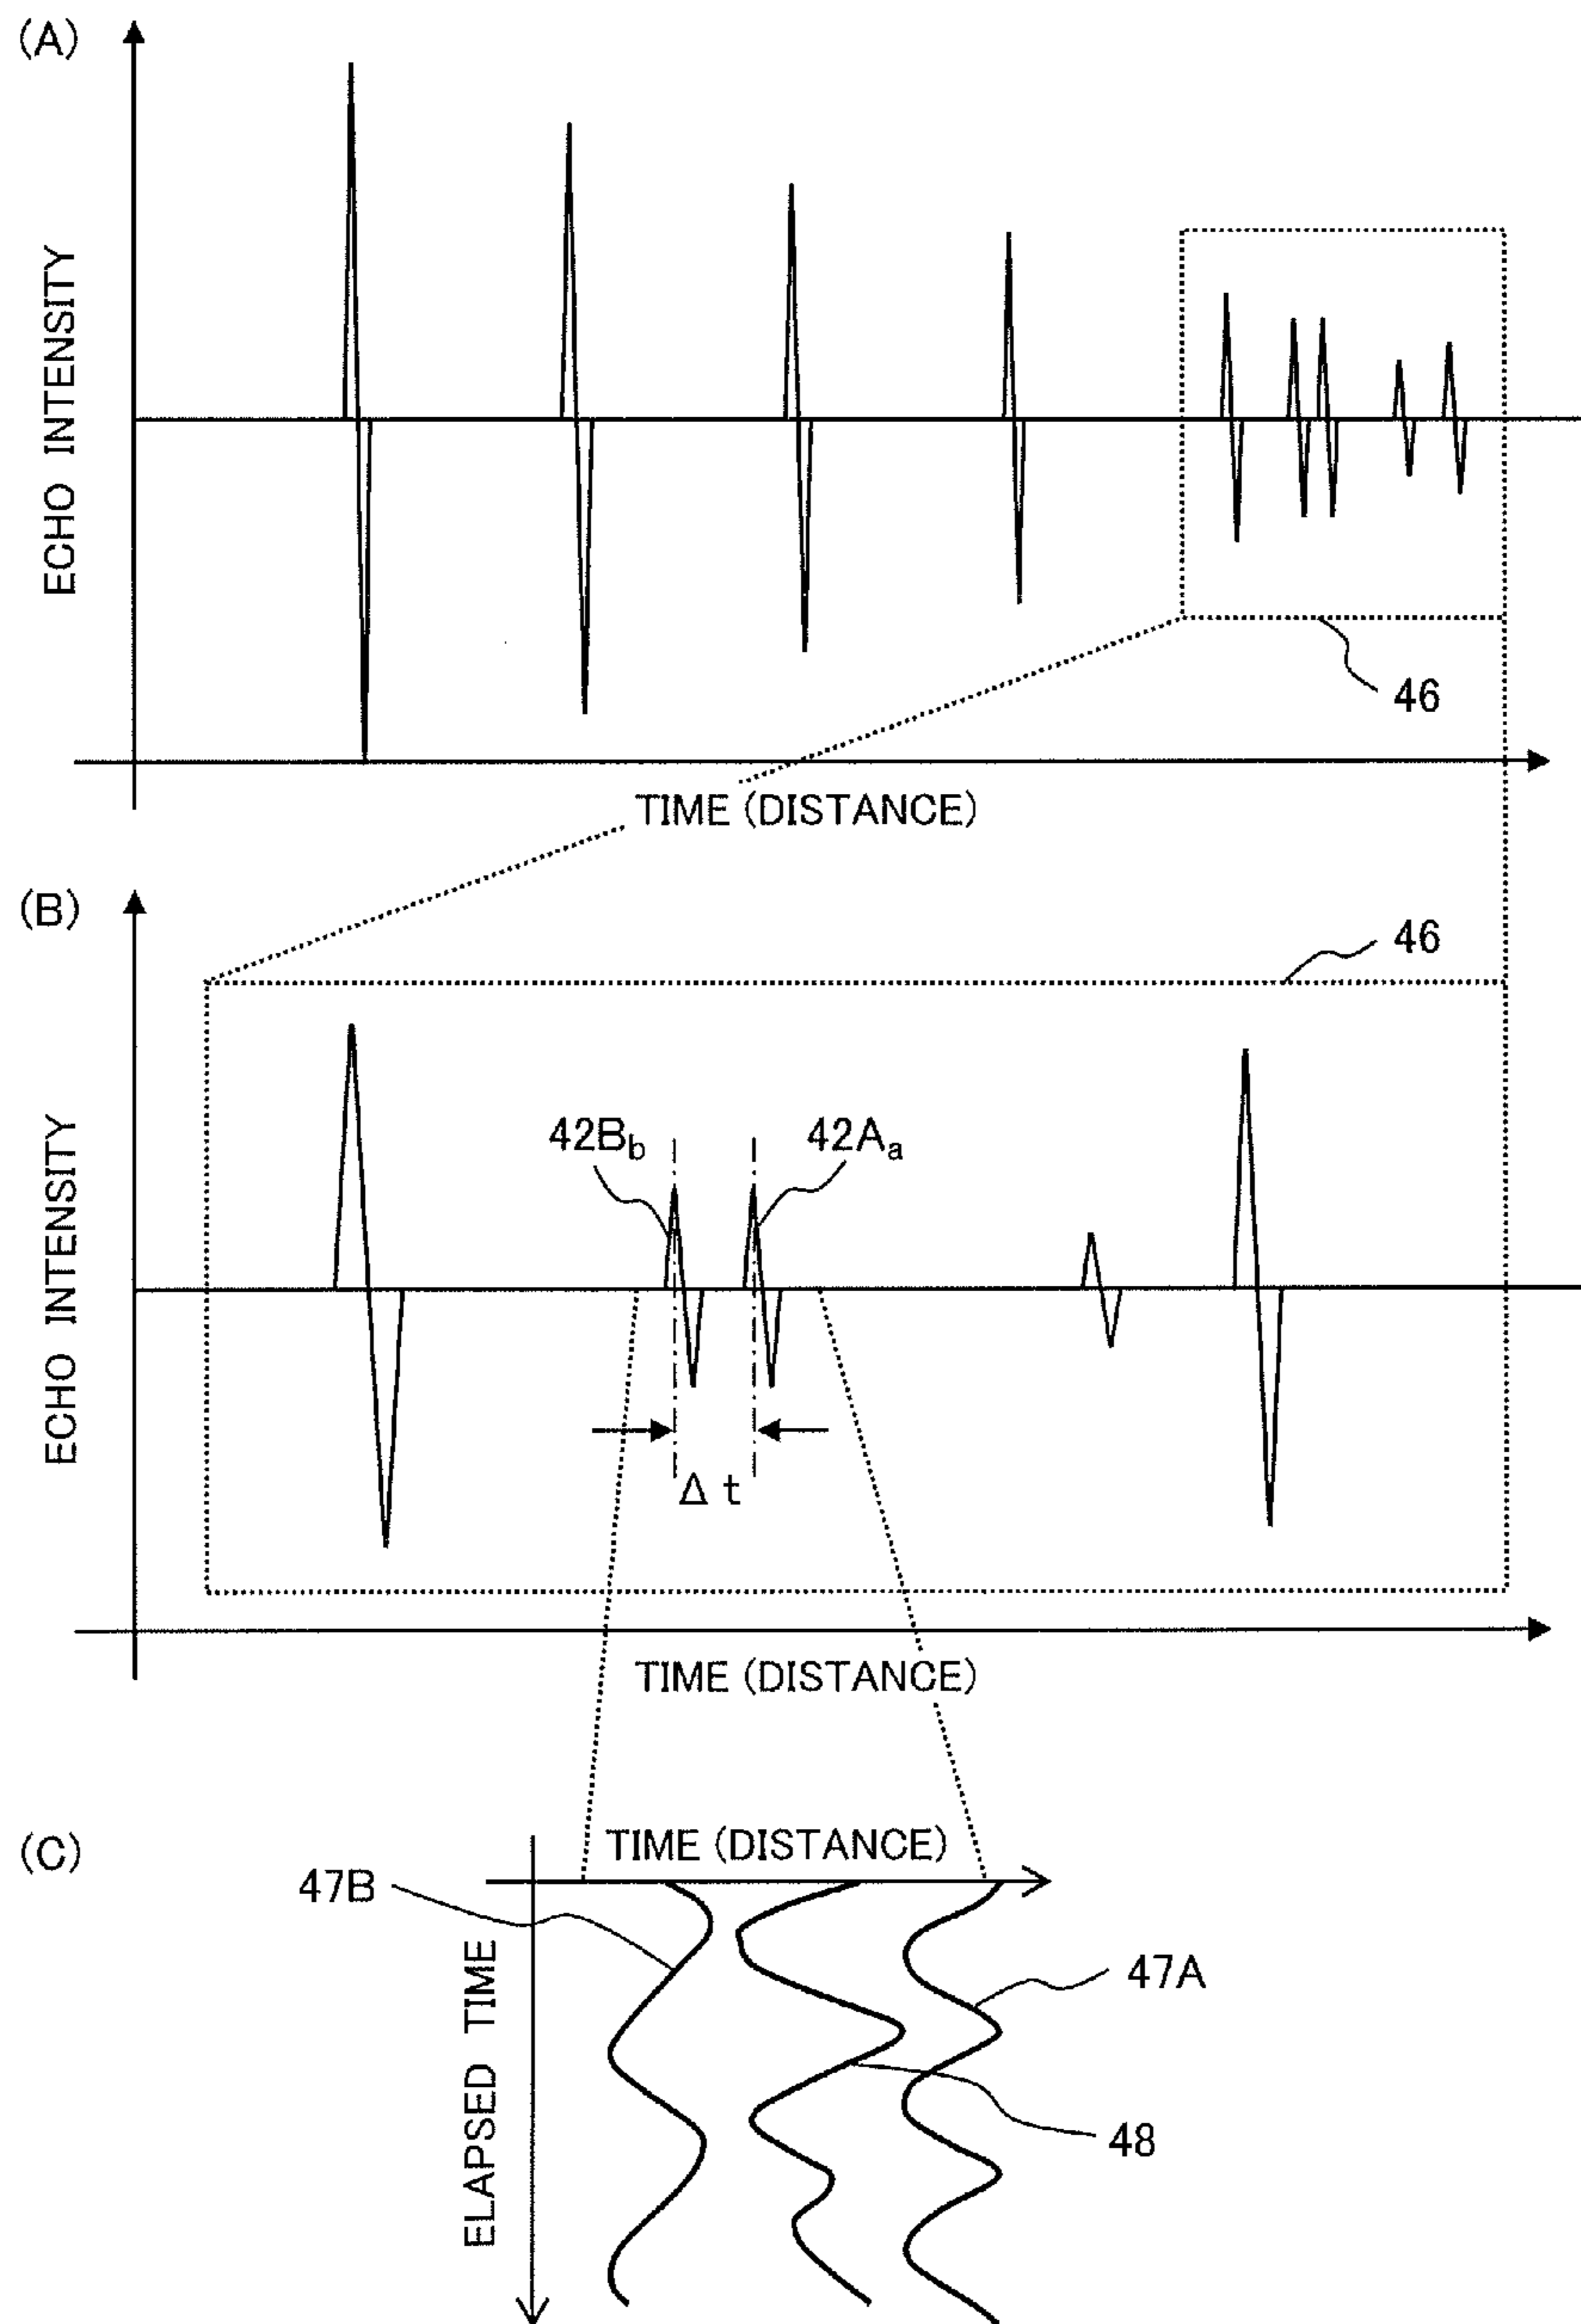 (A)
ECHO INTENSITY
46
TIME (DISTANCE)
(B)
46
42Bb
42Aa
ECHO INTENSITY
Δt
TIME (DISTANCE)
(C)
TIME (DISTANCE)
47B
47A
ELAPSED TIME
48